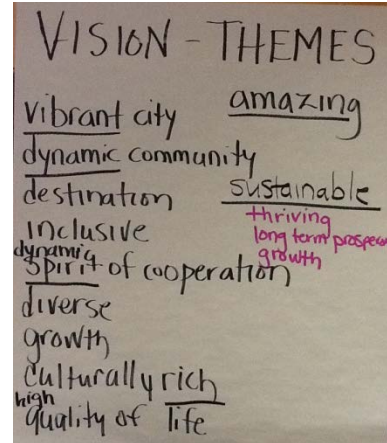 VISION - THEMES
vibrant city
dynamic community
destination
inclusive
dynamic
spirit of cooperation
diverse
growth
culturally rich
high
quality of life
amazing
sustainable
thriving
long term prosperity
growth